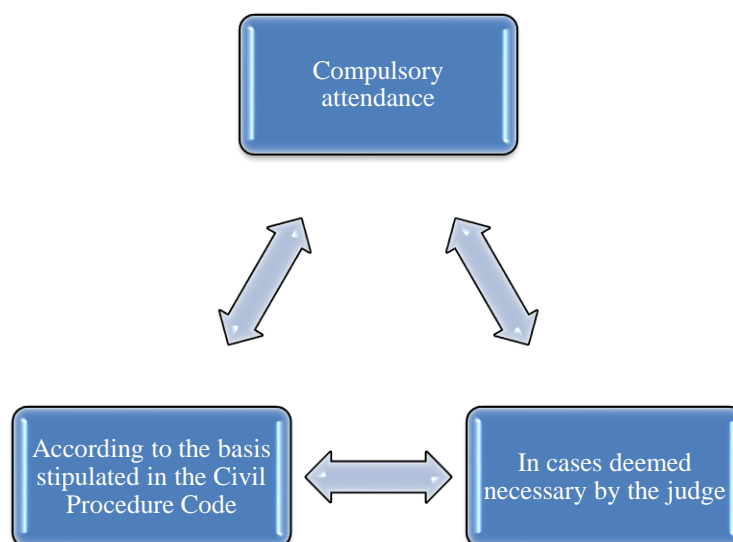 Compulsory
attendance
According to the basis
stipulated in the Civil
Procedure Code
In cases deemed
necessary by the judge